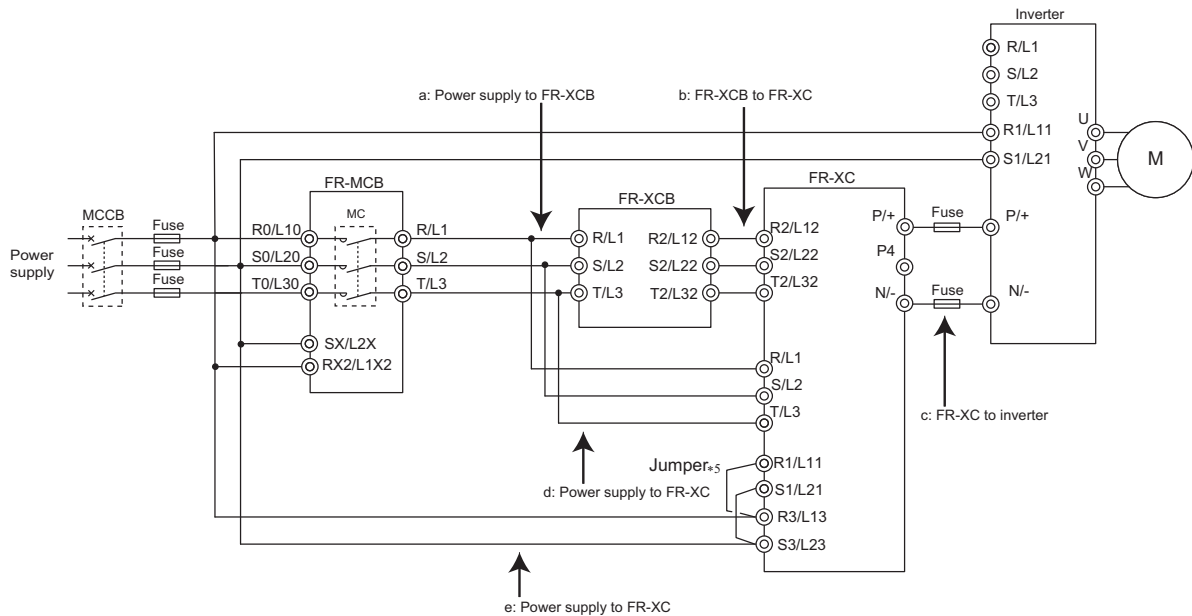 Inverter
R/L1
S/L2
T/L3
R1/L11
S1/L21
U
V
W
M
P/+
N/-
a: Power supply to FR-XCB
b: FR-XCB to FR-XC
FR-MCB
MC
FR-XCB
FR-XC
MCCB
Fuse
Fuse
Fuse
Power
supply
R0/L10
S0/L20
T0/L30
SX/L2X
RX2/L1X2
R/L1
S/L2
T/L3
R/L1
S/L2
T/L3
R2/L12
S2/L22
T2/L32
R2/L12
S2/L22
T2/L32
P/+
P4
N/-
Fuse
Fuse
R/L1
S/L2
T/L3
c: FR-XC to inverter
Jumper*5
R1/L11
S1/L21
R3/L13
S3/L23
d: Power supply to FR-XC
e: Power supply to FR-XC